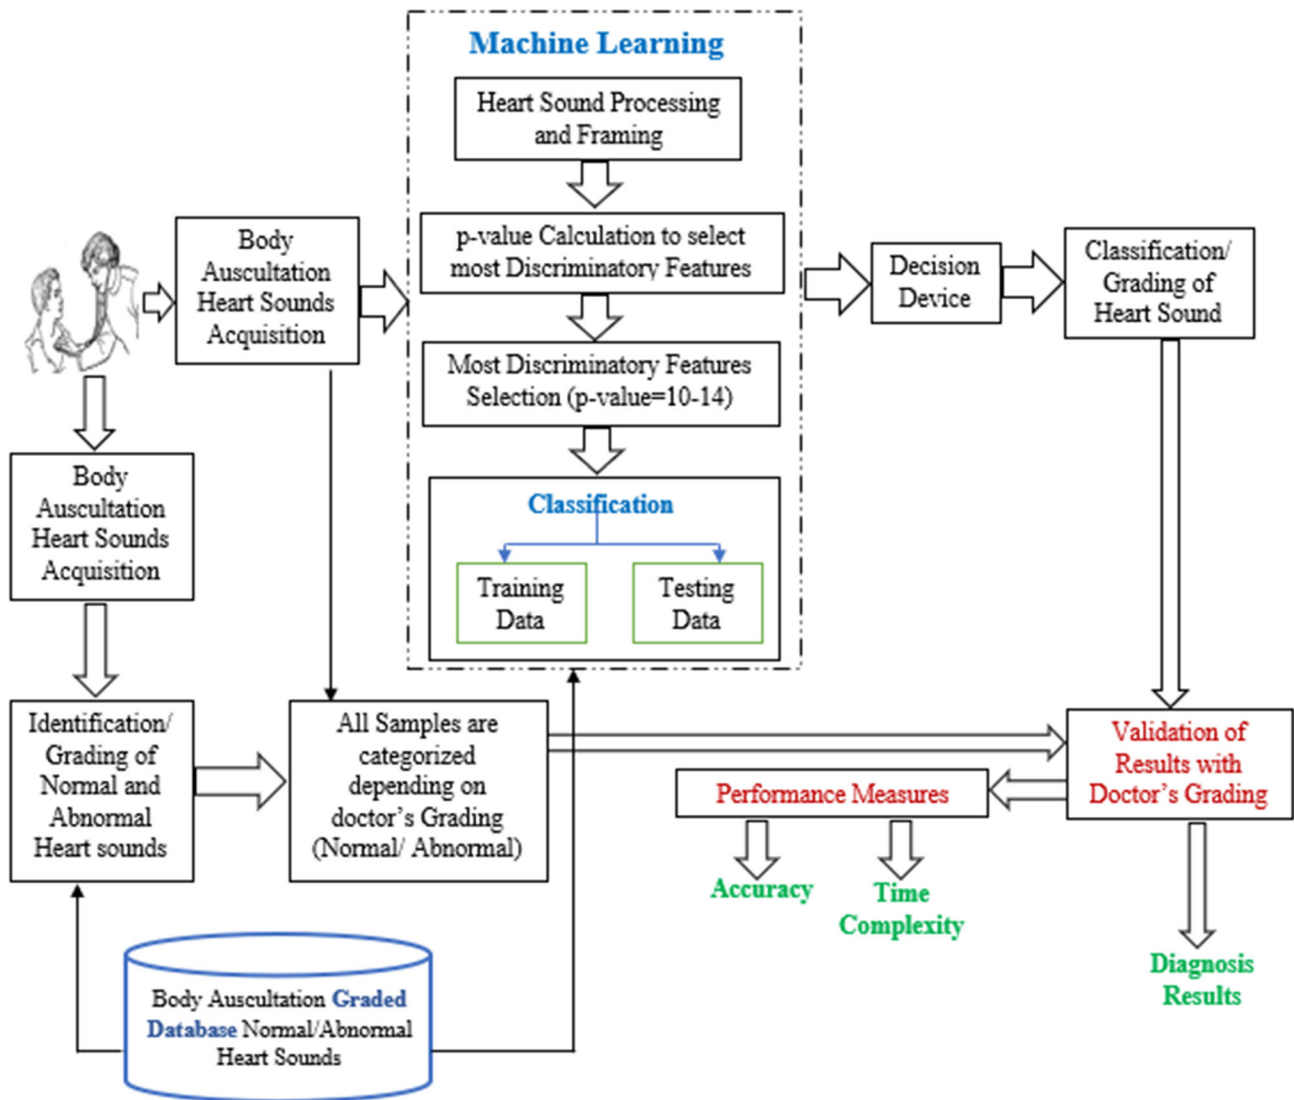 Machine Learning
Heart Sound Processing
and Framing
p-value Calculation to select
most Discriminatory Features
Most Discriminatory Features
Selection (p-value=10-14)
Classification
Training
Data
Testing
Data
Body
Auscultation
Heart Sounds
Acquisition
Decision
Device
Classification/
Grading of
Heart Sound
Body
Auscultation
Heart Sounds
Acquisition
Identification/
Grading of
Normal and
Abnormal
Heart sounds
All Samples are
categorized
depending on
doctor’s Grading
(Normal/ Abnormal)
Validation of
Results with
Doctor’s Grading
Performance Measures
Accuracy
Time
Complexity
Diagnosis
Results
Body Auscultation Graded
Database Normal/Abnormal
Heart Sounds